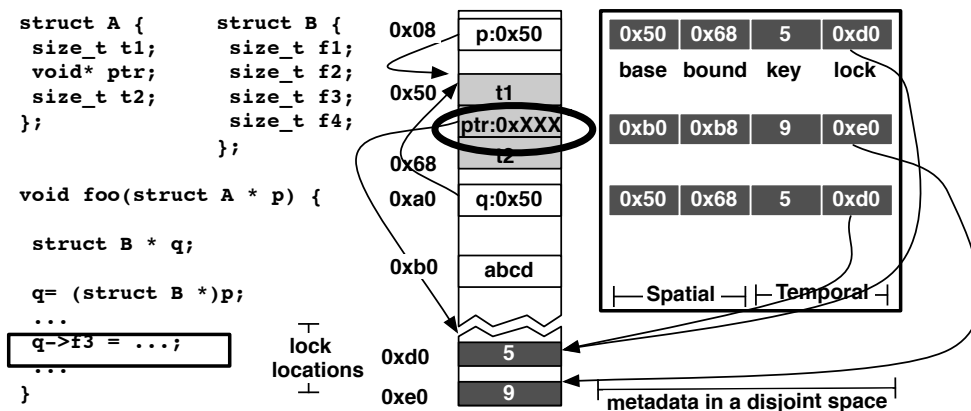 struct A {
size_t t1;
void* ptr;
size_t t2;
};
struct B {
size_t f1;
size_t f2;
size_t f3;
size_t f4;
};
void foo(struct A * p) {
struct B * q;
q= (struct B *)p;
...
q->f3 = ...;
...
}
lock
locations
0x08 p:0x50
0x50 t1
ptr:0xXXX
0x68 t2
0xa0 q:0x50
0xb0 abcd
0xd0 5
0xe0 9
0x50 0x68 5 0xd0
base bound key lock
0xb0 0xb8 9 0xe0
0x50 0x68 5 0xd0
Spatial Temporal
metadata in a disjoint space